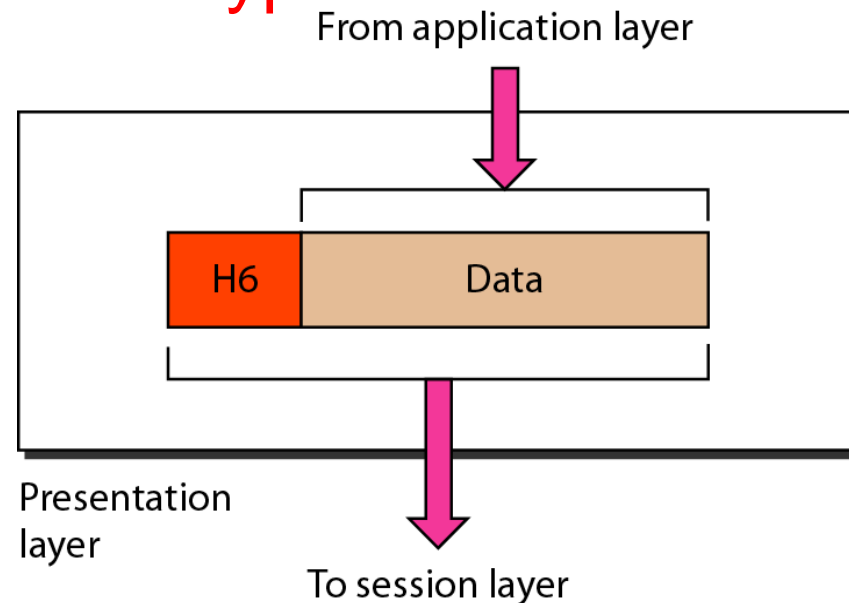 From application layer
H6
Data
Presentation
layer
To session layer